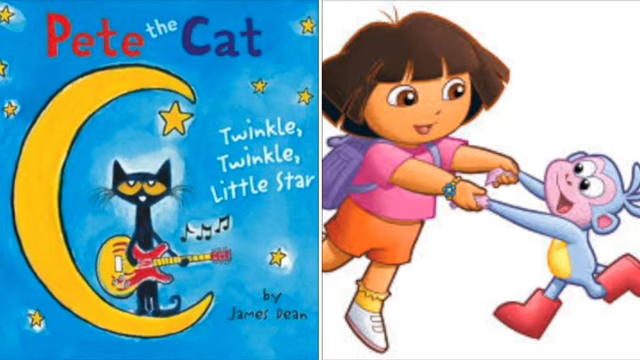 Pete the Cat
Twinkle,
Twinkle,
Little Star
by
James Dean